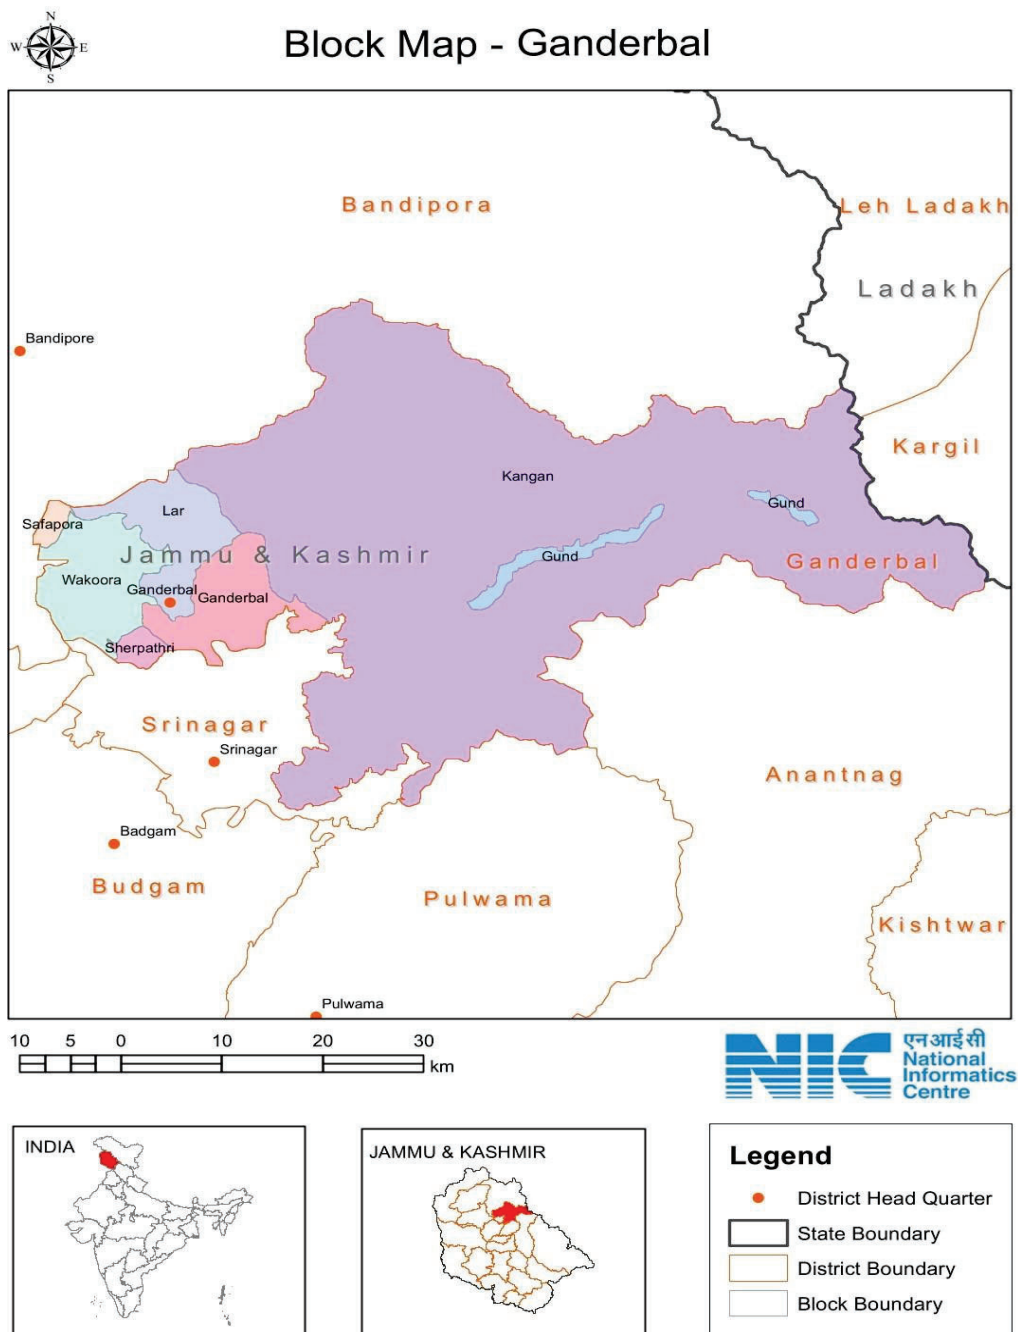 N
W E
S
Block Map - Ganderbal
Bandipora
Leh Ladakh
Ladakh
Bandipore
Kargil
Kangan
Gund
Lar
Safapora
Jammu & Kashmir
Gund
Ganderbal
Wakoora
Ganderbal
Ganderbal
Sherpathri
Srinagar
Srinagar
Anantnag
Badgam
Budgam
Pulwama
Kishtwar
Pulwama
10 5 0 10 20 30
km
NIC
एन आई सी
National
Informatics
Centre
INDIA
JAMMU & KASHMIR
Legend
District Head Quarter
State Boundary
District Boundary
Block Boundary